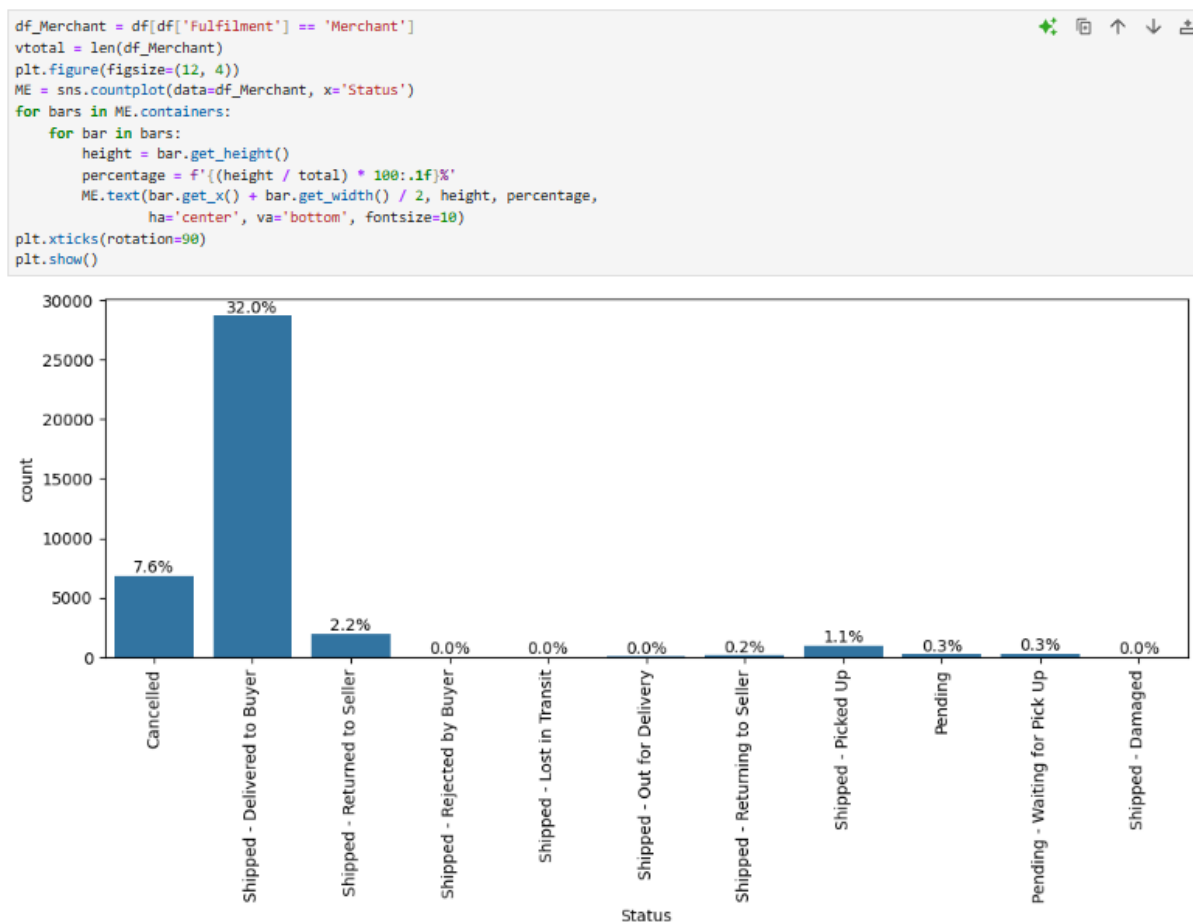 df_Merchant = df[df['Fulfilment'] == 'Merchant']
vtotal = len(df_Merchant)
plt.figure(figsize=(12, 4))
ME = sns.countplot(data=df_Merchant, x='Status')
for bars in ME.containers:
    for bar in bars:
        height = bar.get_height()
        percentage = f'{(height / total) * 100:.1f}%'
        ME.text(bar.get_x() + bar.get_width() / 2, height, percentage,
                ha='center', va='bottom', fontsize=10)
plt.xticks(rotation=90)
plt.show()
30000
25000
20000
15000
10000
5000
0
count
7.6%
32.0%
2.2%
0.0%
0.0%
0.0%
0.2%
1.1%
0.3%
0.3%
0.0%
Cancelled
Shipped - Delivered to Buyer
Shipped - Returned to Seller
Shipped - Rejected by Buyer
Shipped - Lost in Transit
Shipped - Out for Delivery
Shipped - Returning to Seller
Shipped - Picked Up
Pending
Pending - Waiting for Pick Up
Shipped - Damaged
Status